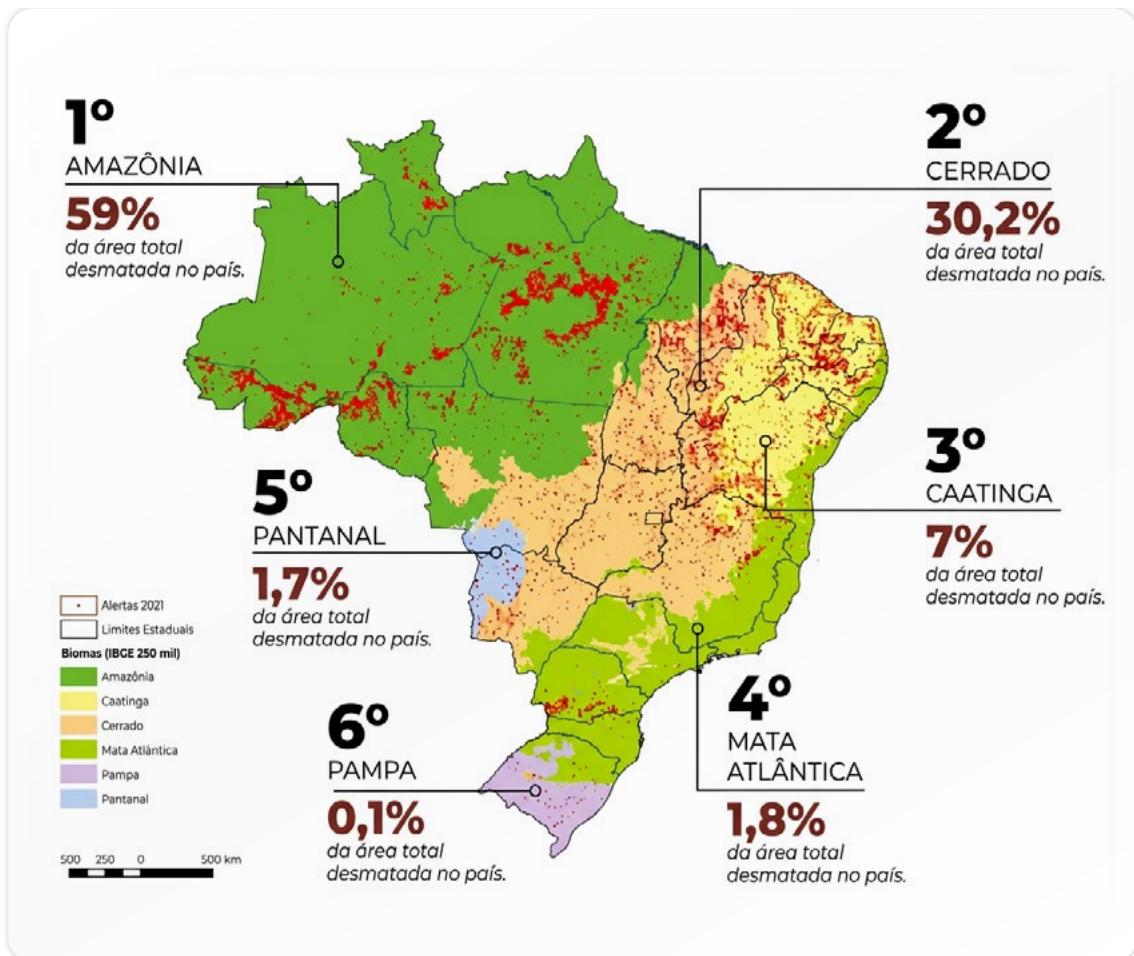 1º
AMAZÔNIA
59%
da área total
desmatada no país.
2º
CERRADO
30,2%
da área total
desmatada no país.
3º
CAATINGA
7%
da área total
desmatada no país.
5º
PANTANAL
1,7%
da área total
desmatada no país.
4º
MATA
ATLÂNTICA
1,8%
da área total
desmatada no país.
6º
PAMPA
0,1%
da área total
desmatada no país.
Alertas 2021
Limites Estaduais
Biomas (IBGE 250 mil)
Amazônia
Caatinga
Cerrado
Mata Atlântica
Pampa
Pantanal
500 250 0 500 km